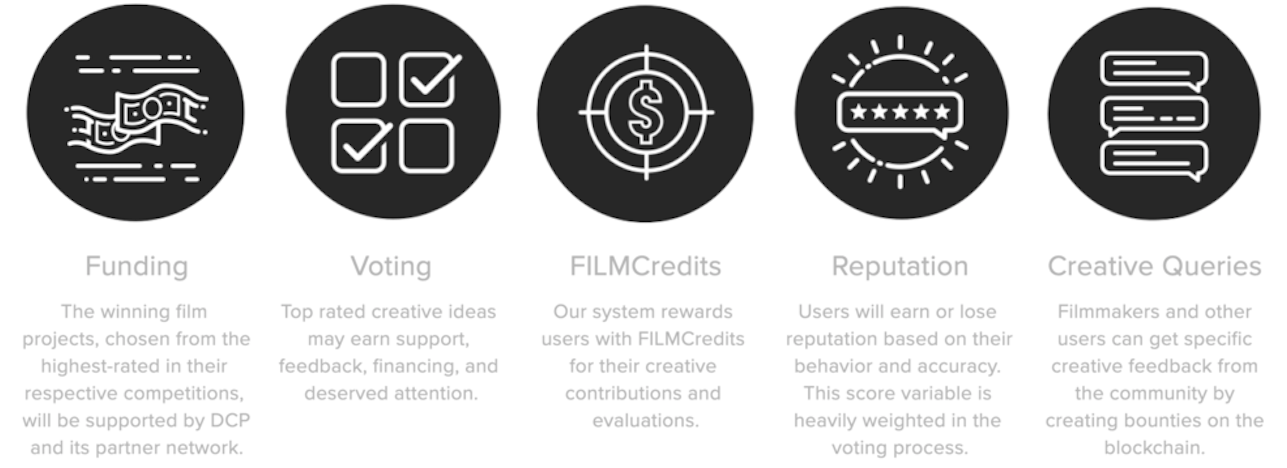 Funding
The winning film
projects, chosen from the
highest-rated in their
respective competitions,
will be supported by DCP
and its partner network.
Voting
Top rated creative ideas
may earn support,
feedback, financing, and
deserved attention.
FILMCredits
Our system rewards
users with FILMCredits
for their creative
contributions and
evaluations.
Reputation
Users will earn or lose
reputation based on their
behavior and accuracy.
This score variable is
heavily weighted in the
voting process.
Creative Queries
Filmmakers and other
users can get specific
creative feedback from
the community by
creating bounties on the
blockchain.